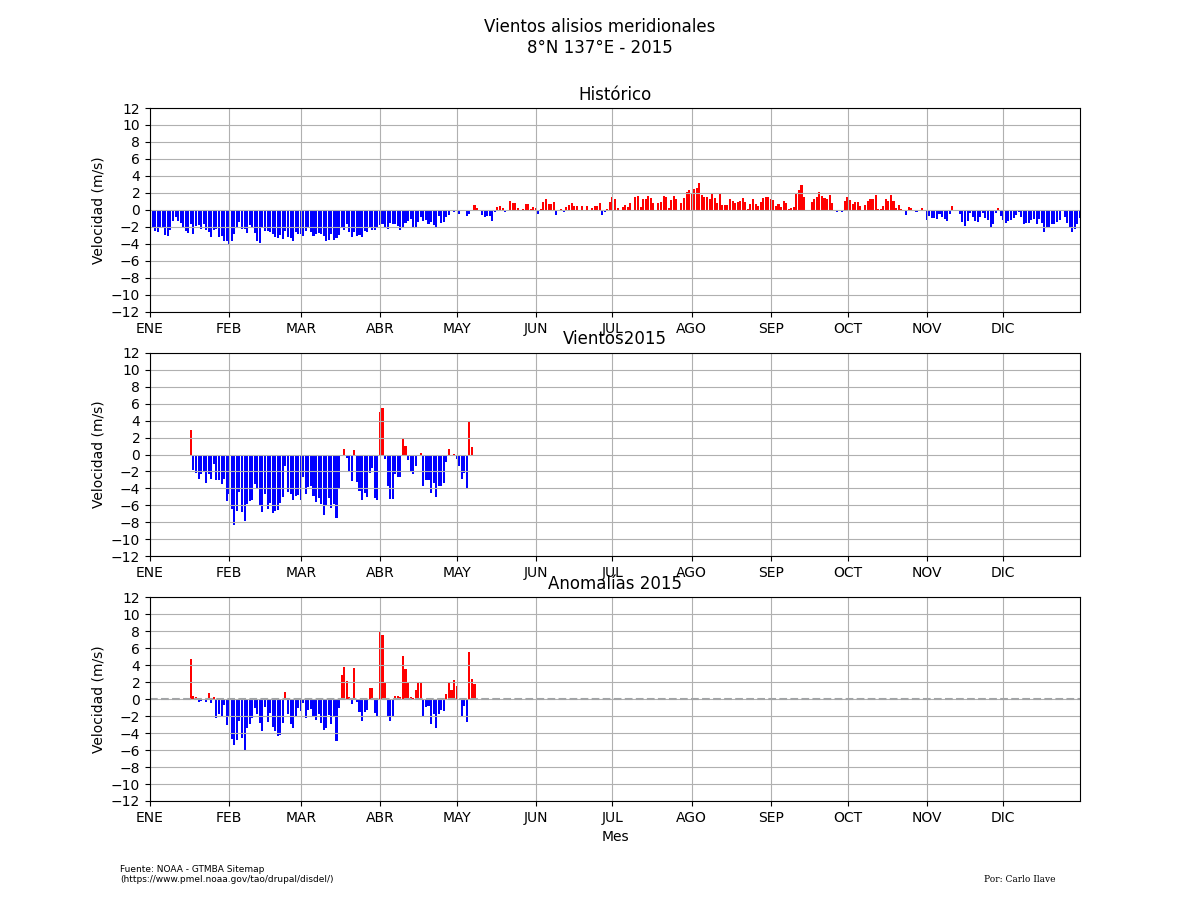 Vientos alisios meridionales
8°N 137°E - 2015
Histórico
12
10
8
6
4
2
0
−2
−4
−6
−8
−10
−12
Velocidad (m/s)
ENE FEB MAR ABR MAY JUN JUL AGO SEP OCT NOV DIC
Vientos2015
12
10
8
6
4
2
0
−2
−4
−6
−8
−10
−12
Velocidad (m/s)
ENE FEB MAR ABR MAY JUN JUL AGO SEP OCT NOV DIC
Anomalías 2015
12
10
8
6
4
2
0
−2
−4
−6
−8
−10
−12
Velocidad (m/s)
ENE FEB MAR ABR MAY JUN JUL AGO SEP OCT NOV DIC
Mes
Fuente: NOAA - GTMBA Sitemap
(https://www.pmel.noaa.gov/tao/drupal/disdel/)
Por: Carlo Ilave